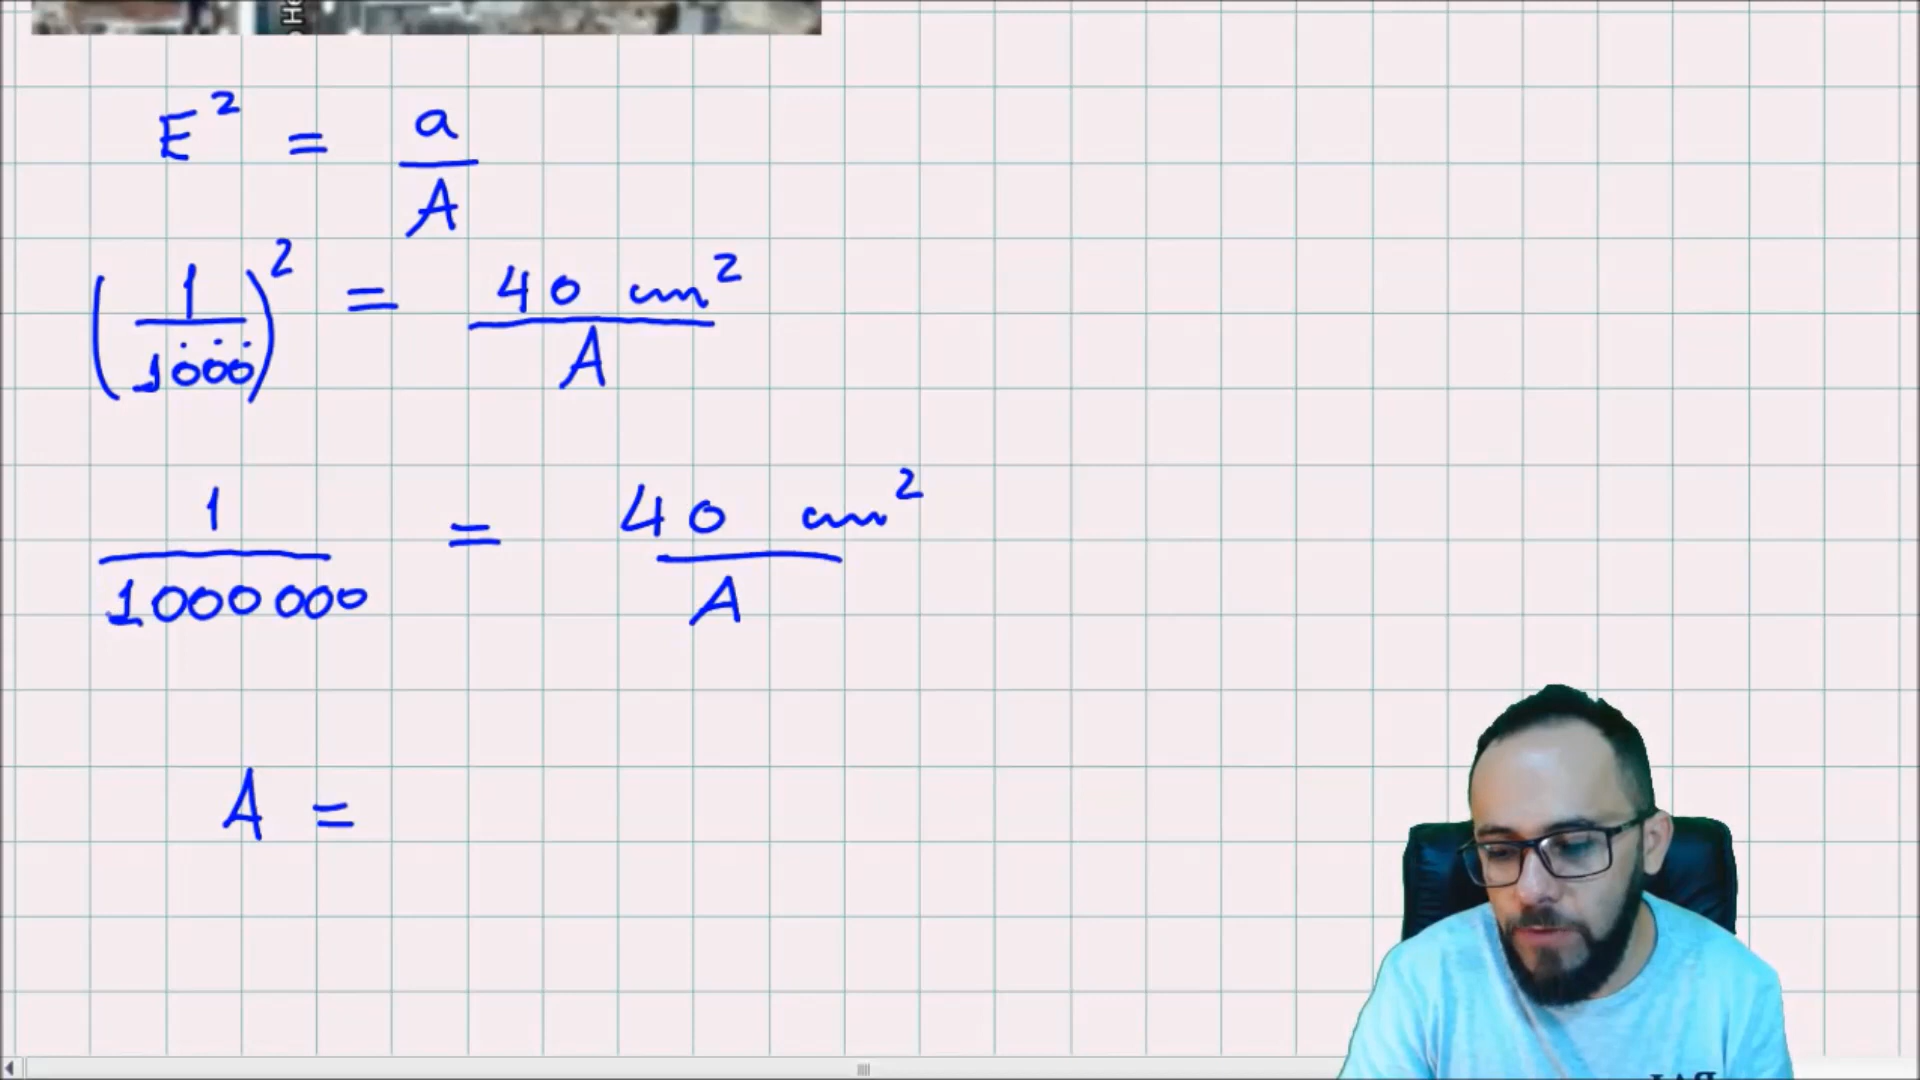 E² = a/A
(1/1000)² = 40 cm²/A
1/1000000 = 40 cm²/A
A =